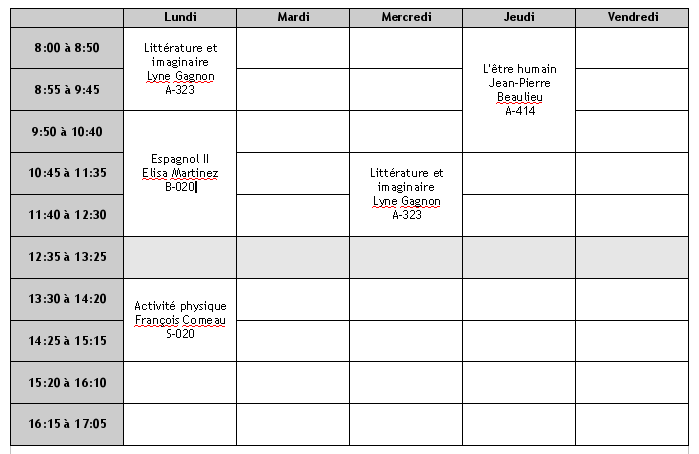 Lundi Mardi Mercredi Jeudi Vendredi
8:00 à 8:50
8:55 à 9:45
9:50 à 10:40
10:45 à 11:35
11:40 à 12:30
12:35 à 13:25
13:30 à 14:20
14:25 à 15:15
15:20 à 16:10
16:15 à 17:05
Littérature et
imaginaire
Lyne Gagnon
A-323
Espagnol II
Elisa Martinez
B-020
Activité physique
François Comeau
S-020
Littérature et
imaginaire
Lyne Gagnon
A-323
L'être humain
Jean-Pierre
Beaulieu
A-414